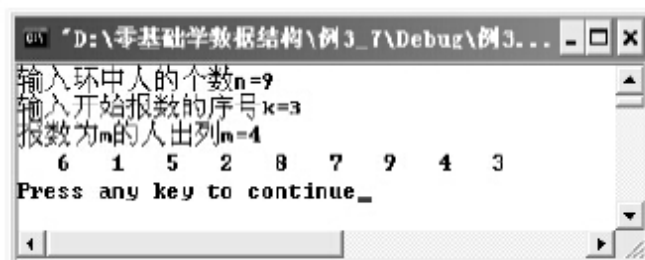 "D:\零基础学数据结构\例3_7\Debug\例3...
输入环中人的个数n=9
输入开始报数的序号k=3
报数为m的人出列m=4
6 1 5 2 8 7 9 4 3
Press any key to continue_